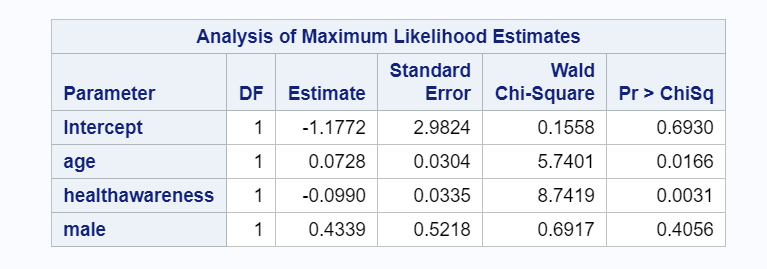 Analysis of Maximum Likelihood Estimates
Parameter DF Estimate Standard Error Wald Chi-Square Pr > ChiSq
Intercept 1 -1.1772 2.9824 0.1558 0.6930
age 1 0.0728 0.0304 5.7401 0.0166
healthawareness 1 -0.0990 0.0335 8.7419 0.0031
male 1 0.4339 0.5218 0.6917 0.4056